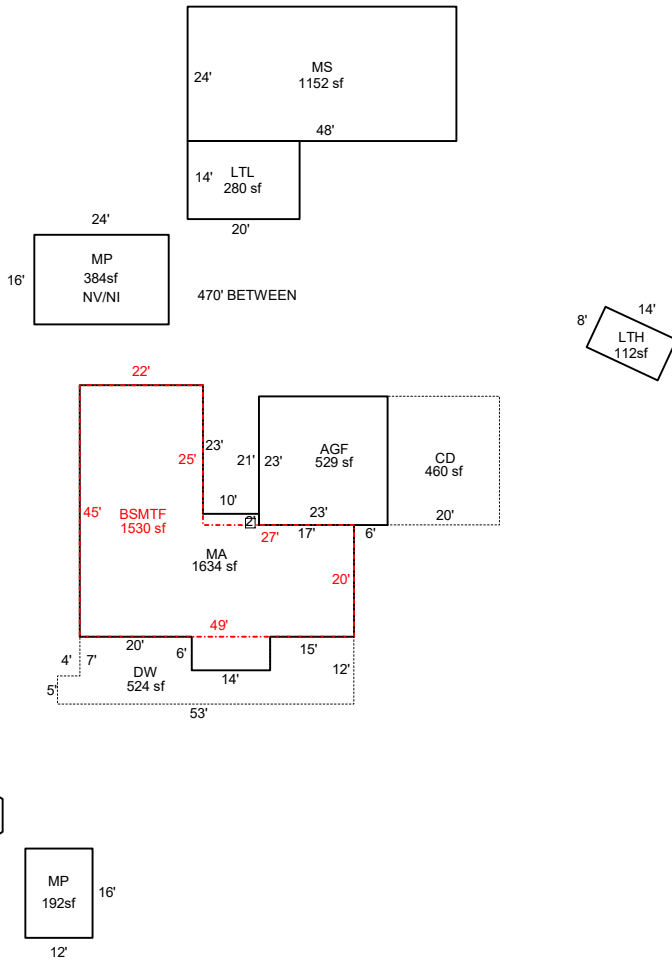 MS
1152 sf
24'
48'
14'
LTL
280 sf
20'
24'
MP
384sf
NV/NI
16'
470' BETWEEN
14'
8'
LTH
112sf
22'
23'
25'
21'
23'
AGF
529 sf
CD
460 sf
10'
45'
BSMTF
1530 sf
2'
23'
20'
27'
17'
6'
MA
1634 sf
20'
49'
20'
6'
15'
4'
7'
DW
524 sf
14'
12'
5'
53'
MP
192sf
16'
12'